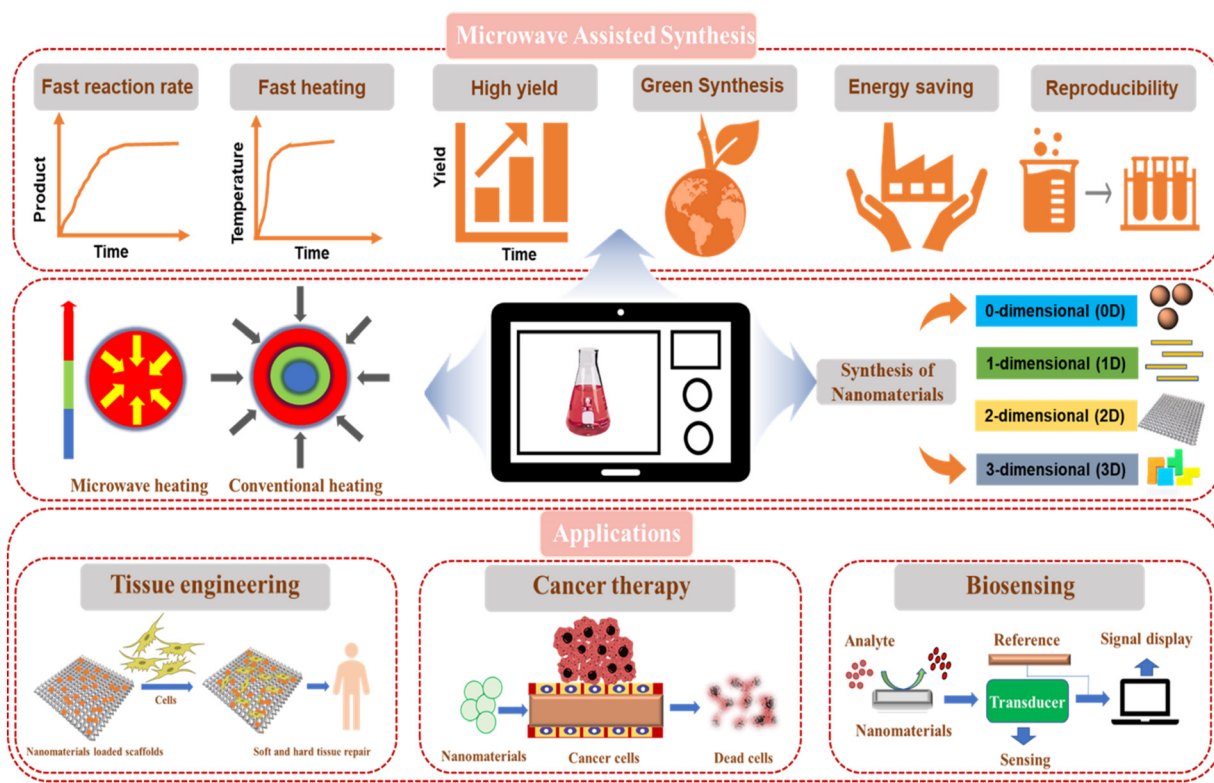 Microwave Assisted Synthesis
Fast reaction rate
Fast heating
High yield
Green Synthesis
Energy saving
Reproducibility
Product
Time
Temperature
Time
Yield
Time
Microwave heating
Conventional heating
Synthesis of
Nanomaterials
0-dimensional (0D)
1-dimensional (1D)
2-dimensional (2D)
3-dimensional (3D)
Applications
Tissue engineering
Cells
Nanomaterials loaded scaffolds
Soft and hard tissue repair
Cancer therapy
Nanomaterials
Cancer cells
Dead cells
Biosensing
Analyte
Reference
Signal display
Transducer
Nanomaterials
Sensing